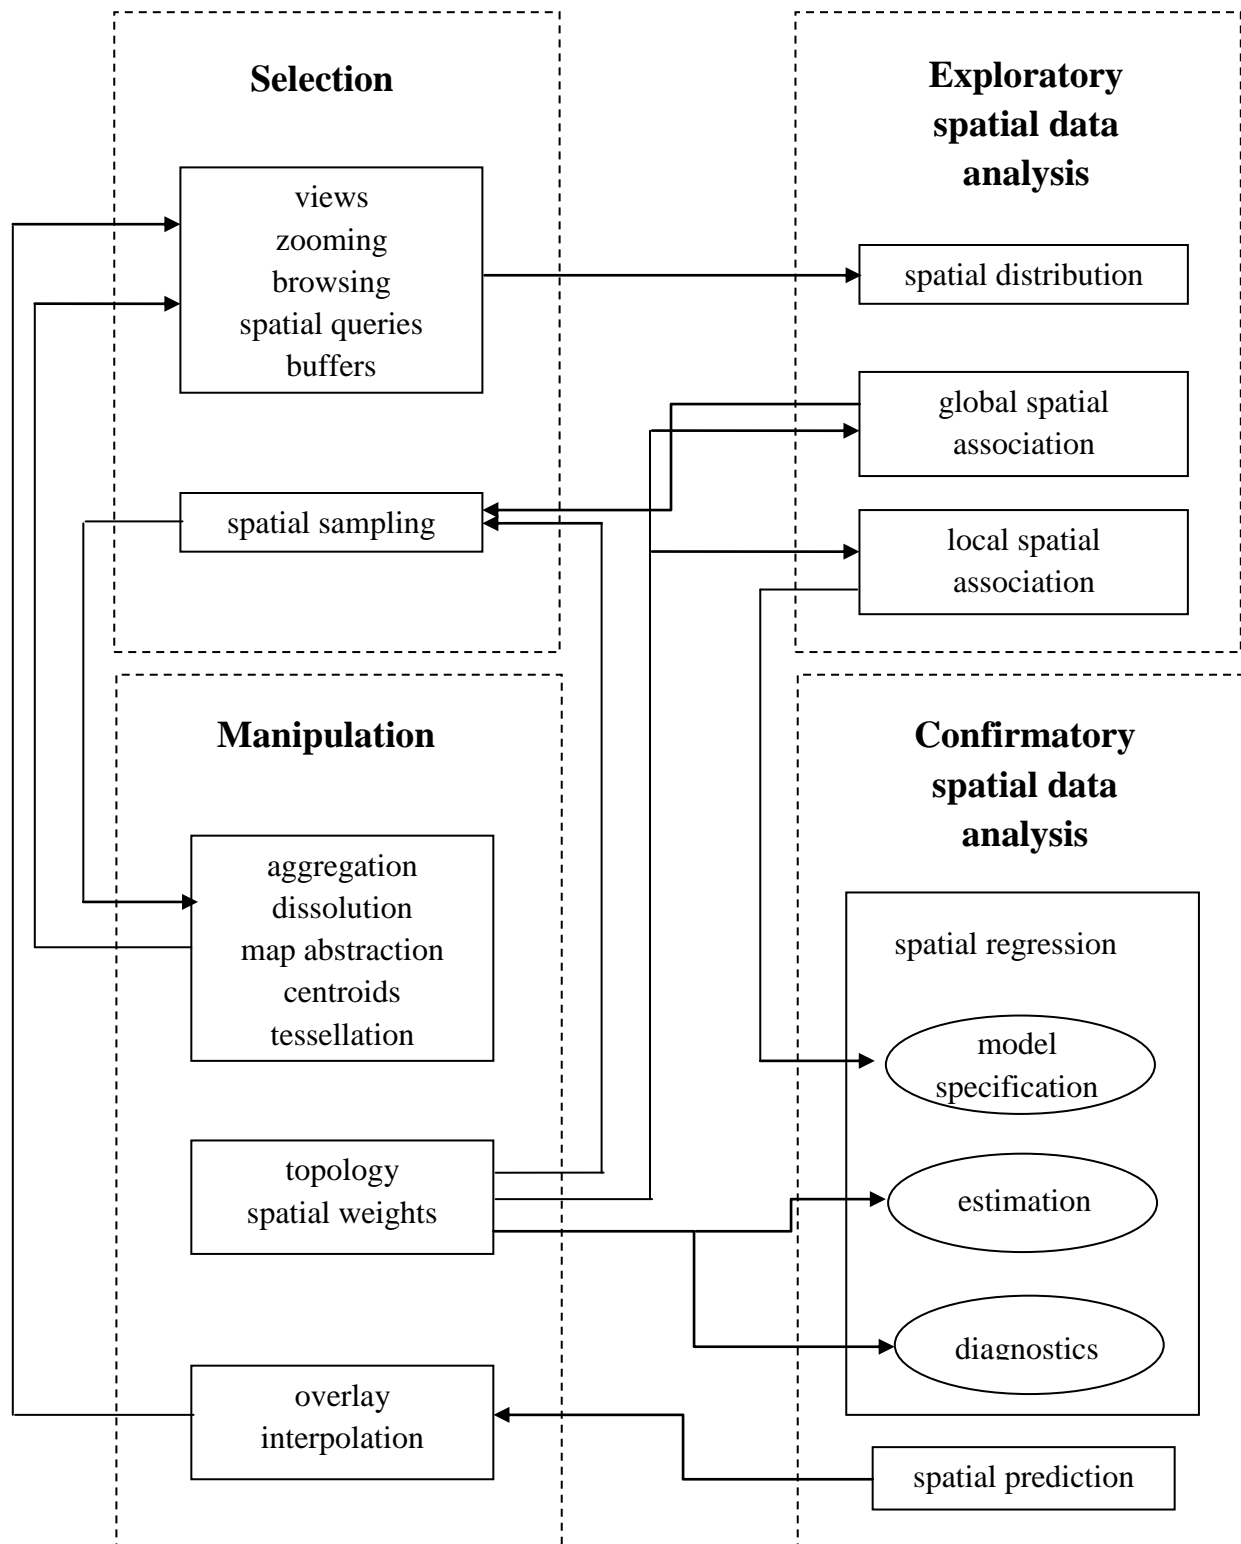 Selection
views
zooming
browsing
spatial queries
buffers
spatial sampling
Exploratory
spatial data
analysis
spatial distribution
global spatial
association
local spatial
association
Manipulation
aggregation
dissolution
map abstraction
centroids
tessellation
topology
spatial weights
overlay
interpolation
Confirmatory
spatial data
analysis
spatial regression
model
specification
estimation
diagnostics
spatial prediction